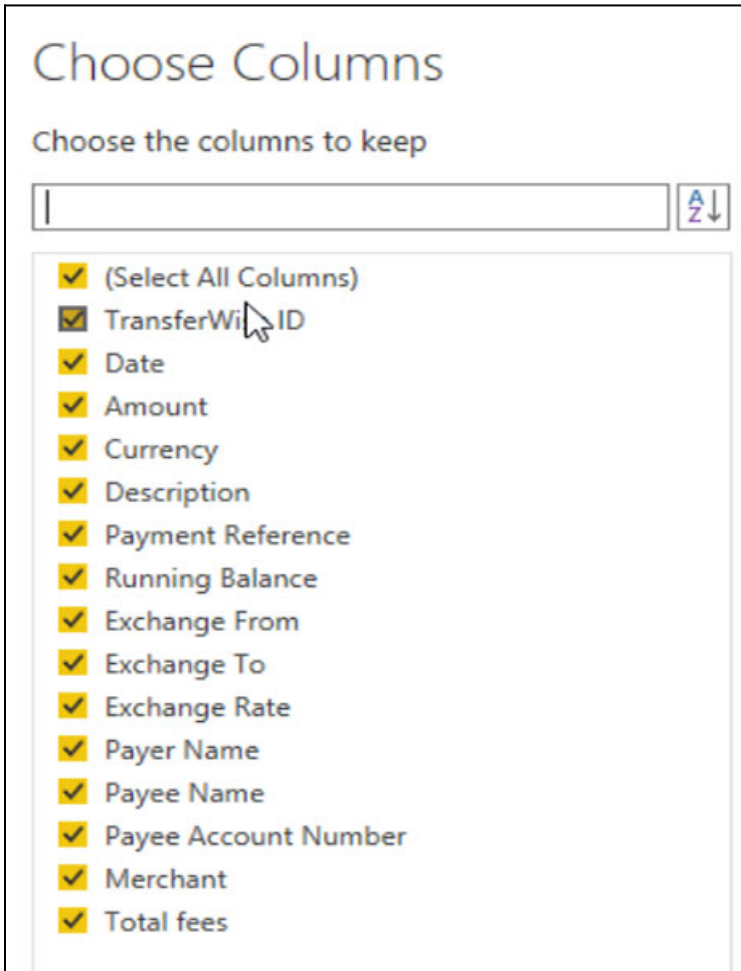 Choose Columns
Choose the columns to keep
A
Z
(Select All Columns)
TransferWi ID
Date
Amount
Currency
Description
Payment Reference
Running Balance
Exchange From
Exchange To
Exchange Rate
Payer Name
Payee Name
Payee Account Number
Merchant
Total fees